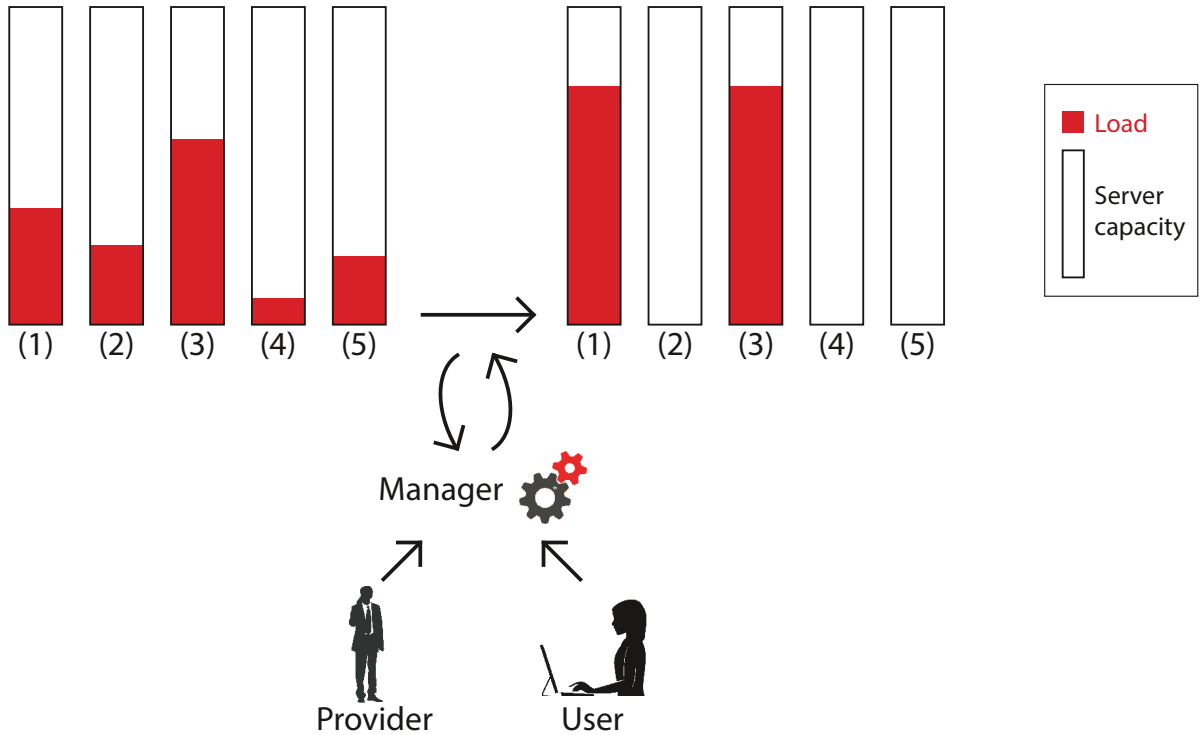 (1) (2) (3) (4) (5)
(1) (2) (3) (4) (5)
Load
Server
capacity
Manager
Provider
User